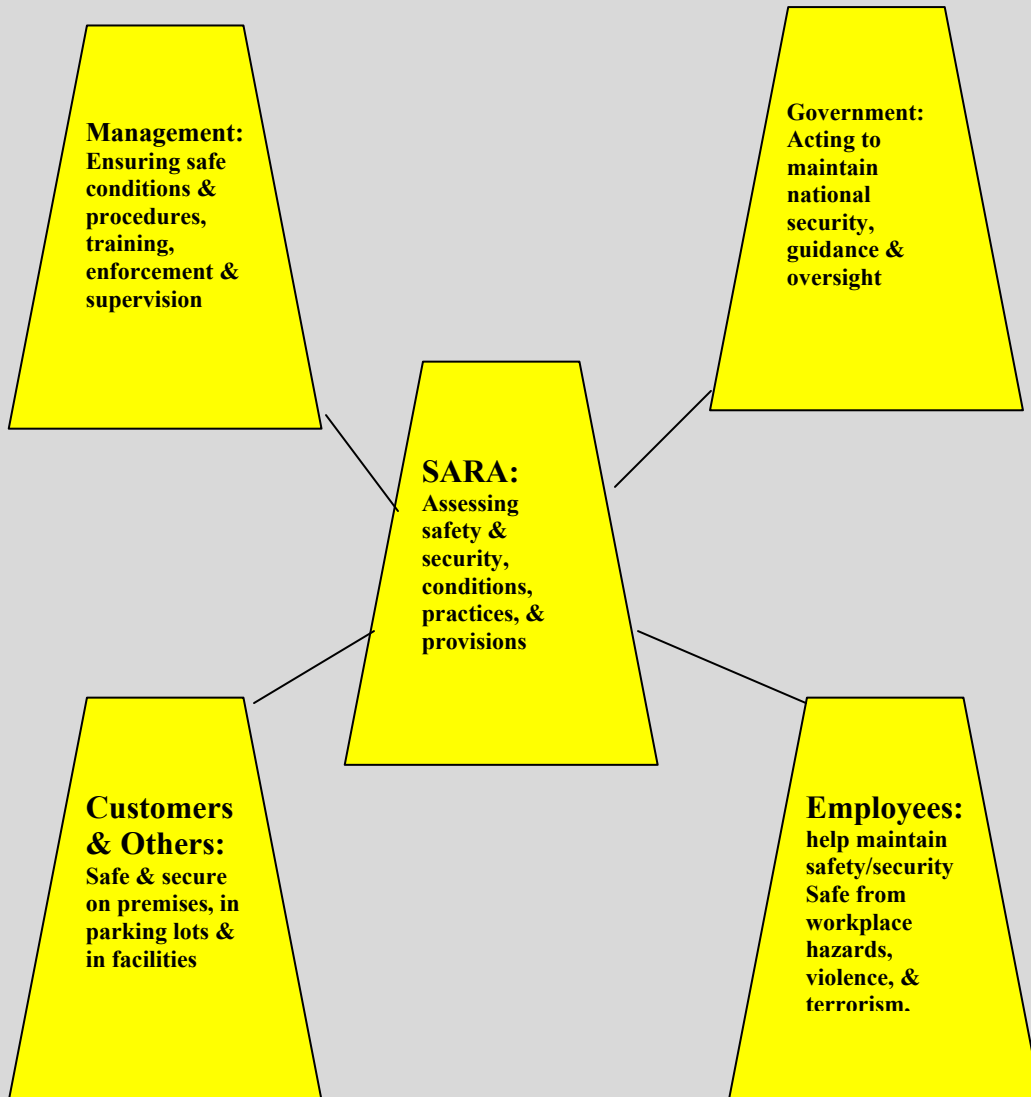 Management:
Ensuring safe
conditions &
procedures,
training,
enforcement &
supervision
Government:
Acting to
maintain
national
security,
guidance &
oversight
SARA:
Assessing
safety &
security,
conditions,
practices, &
provisions
Customers
& Others:
Safe & secure
on premises, in
parking lots &
in facilities
Employees:
help maintain
safety/security
Safe from
workplace
hazards,
violence, &
terrorism.